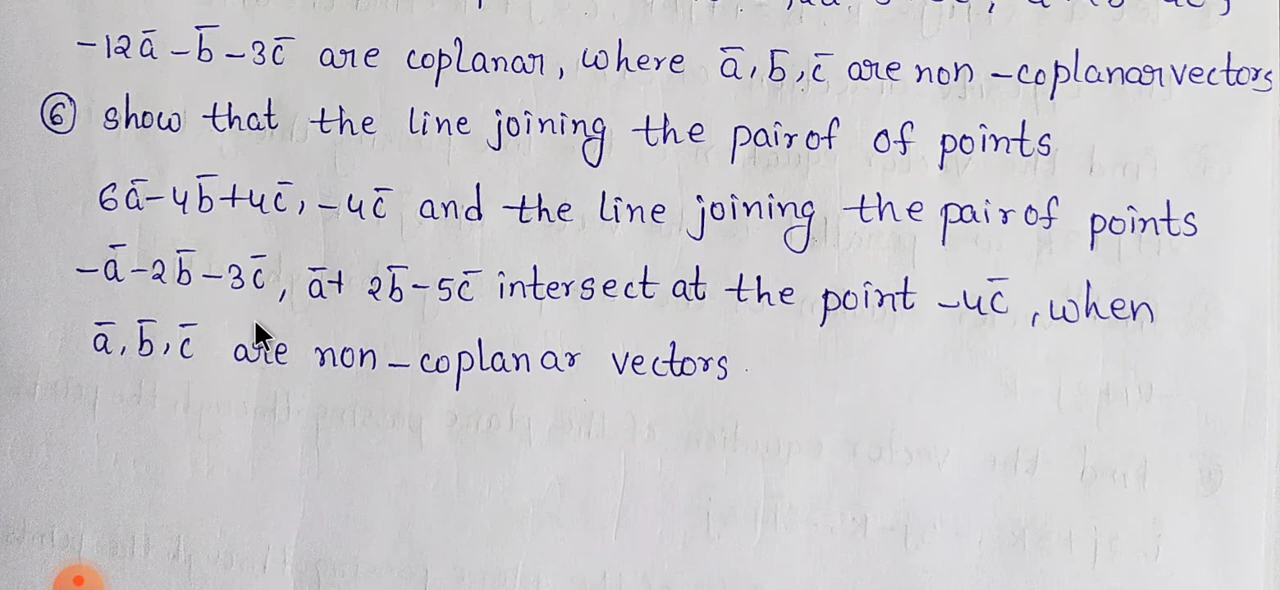 -12ā - b̄ - 3c̄ are coplanar, where ā, b̄, c̄ are non-coplanar vectors
⑥ show that the line joining the pair of of points
6ā-4b̄+4c̄, -4c̄ and the line joining the pair of points
-ā-2b̄-3c̄, ā+ 2b̄-5c̄ intersect at the point -4c̄, when
ā, b̄, c̄ are non-coplanar vectors.